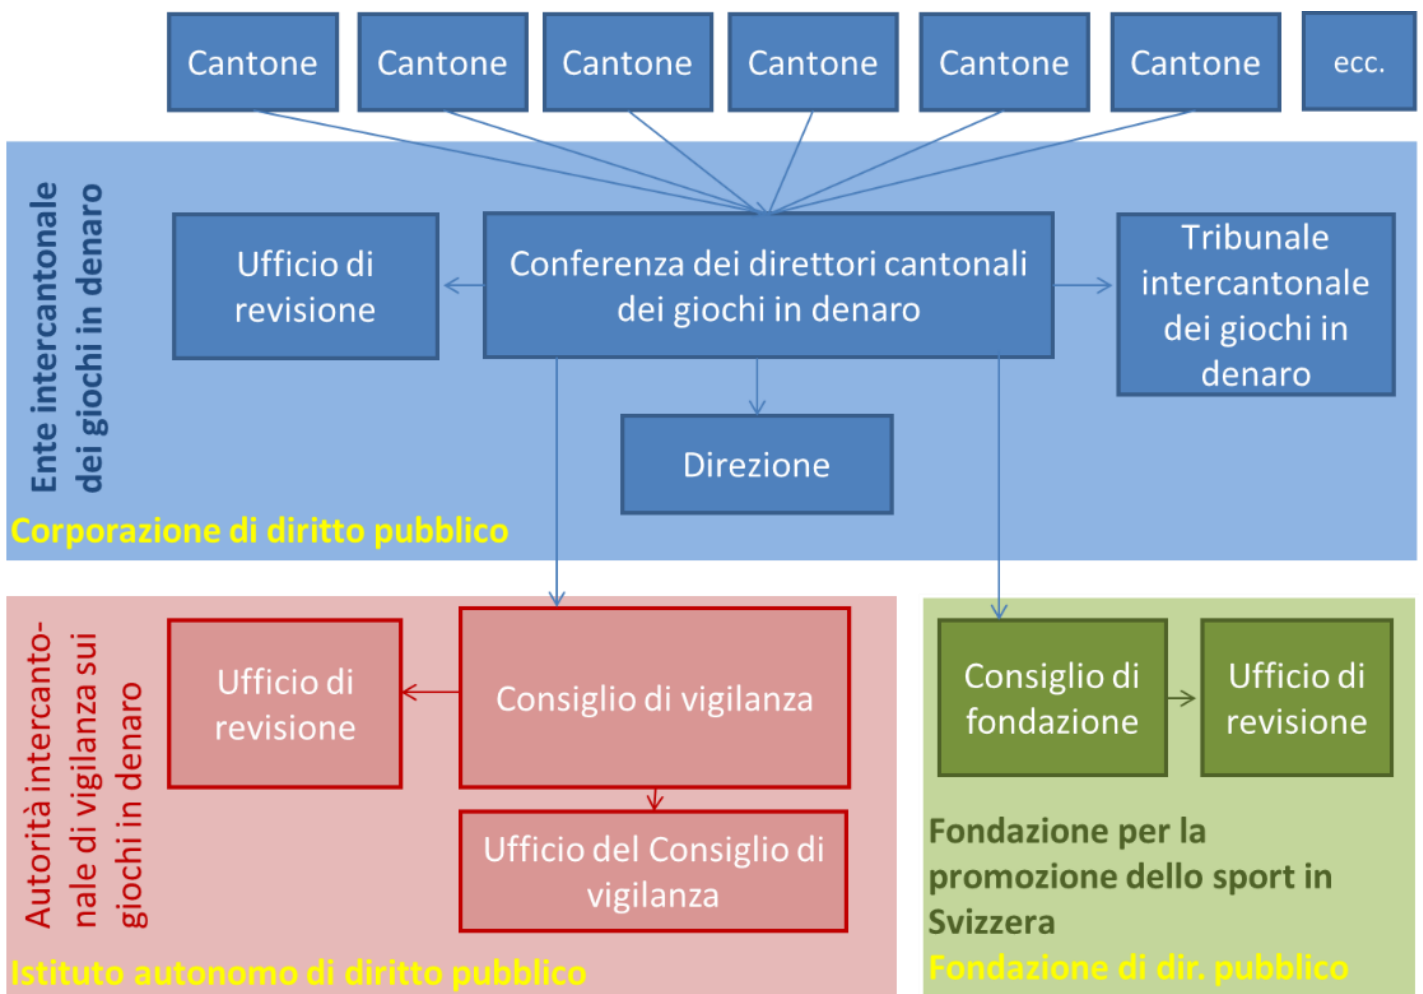 Cantone
Cantone
Cantone
Cantone
Cantone
Cantone
ecc.
Ente intercantonale
dei giochi in denaro
Ufficio di
revisione
Conferenza dei direttori cantonali
dei giochi in denaro
Tribunale
intercantonale
dei giochi in
denaro
Direzione
Corporazione di diritto pubblico
Autorità intercanto-
nale di vigilanza sui
giochi in denaro
Ufficio di
revisione
Consiglio di vigilanza
Ufficio del Consiglio di
vigilanza
Istituto autonomo di diritto pubblico
Consiglio di
fondazione
Ufficio di
revisione
Fondazione per la
promozione dello sport in
Svizzera
Fondazione di dir. pubblico